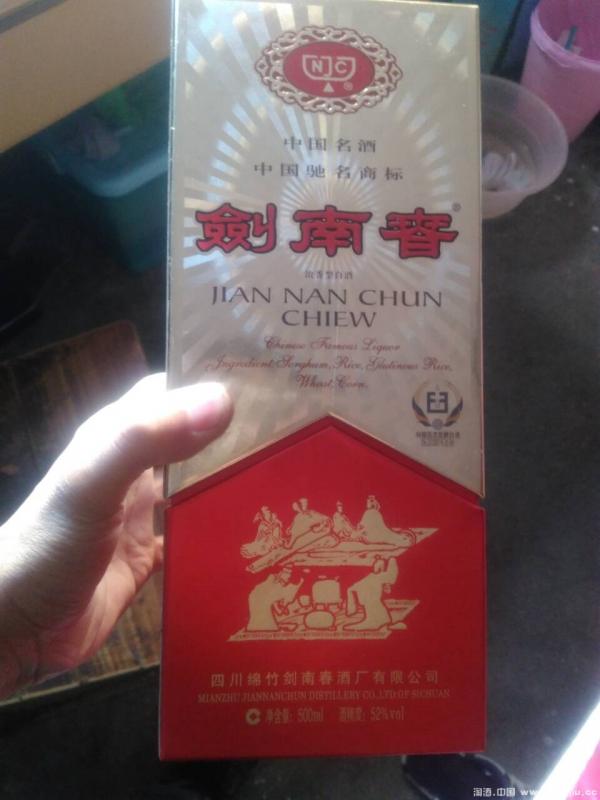 NJC
®
中国名酒
中国驰名商标
劍南春®
浓香型白酒
JIAN NAN CHUN
CHIEW
Chinese Famous Liquor
Ingredient:Sorghum,Rice,Glutinous Rice,
Wheat,Corn.
四川绵竹剑南春酒厂有限公司
MIANZHU JIANNANCHUN DISTILLERY CO.,LTD.OF SICHUAN
净含量:500ml 酒精度:52%vol
淘酒.中国